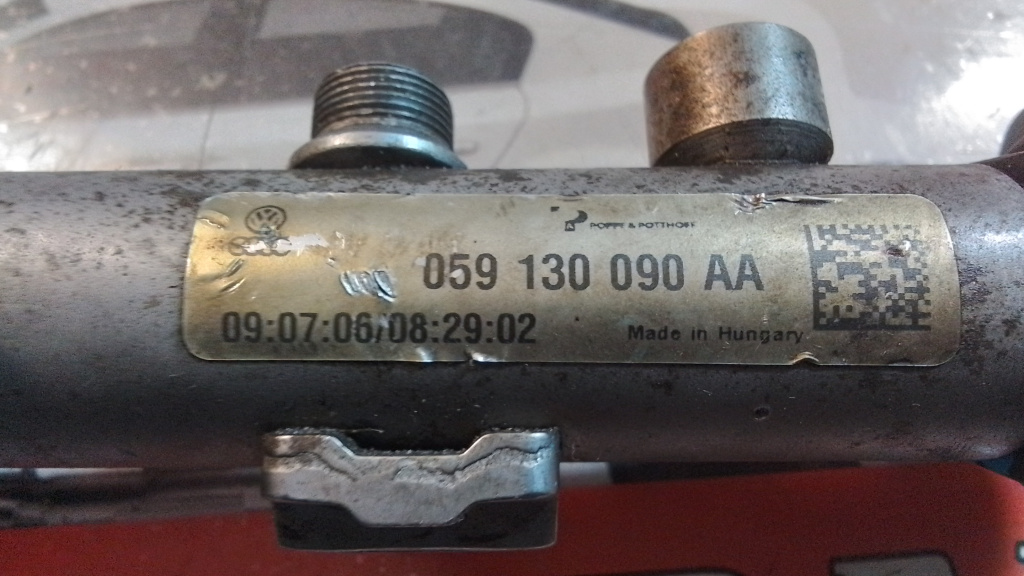 POPPE & POTTHOFF
059 130 090 AA
09:07:06/08:29:02
Made in Hungary